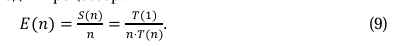 E(n) = S(n)/n = T(1)/n·T(n). (9)